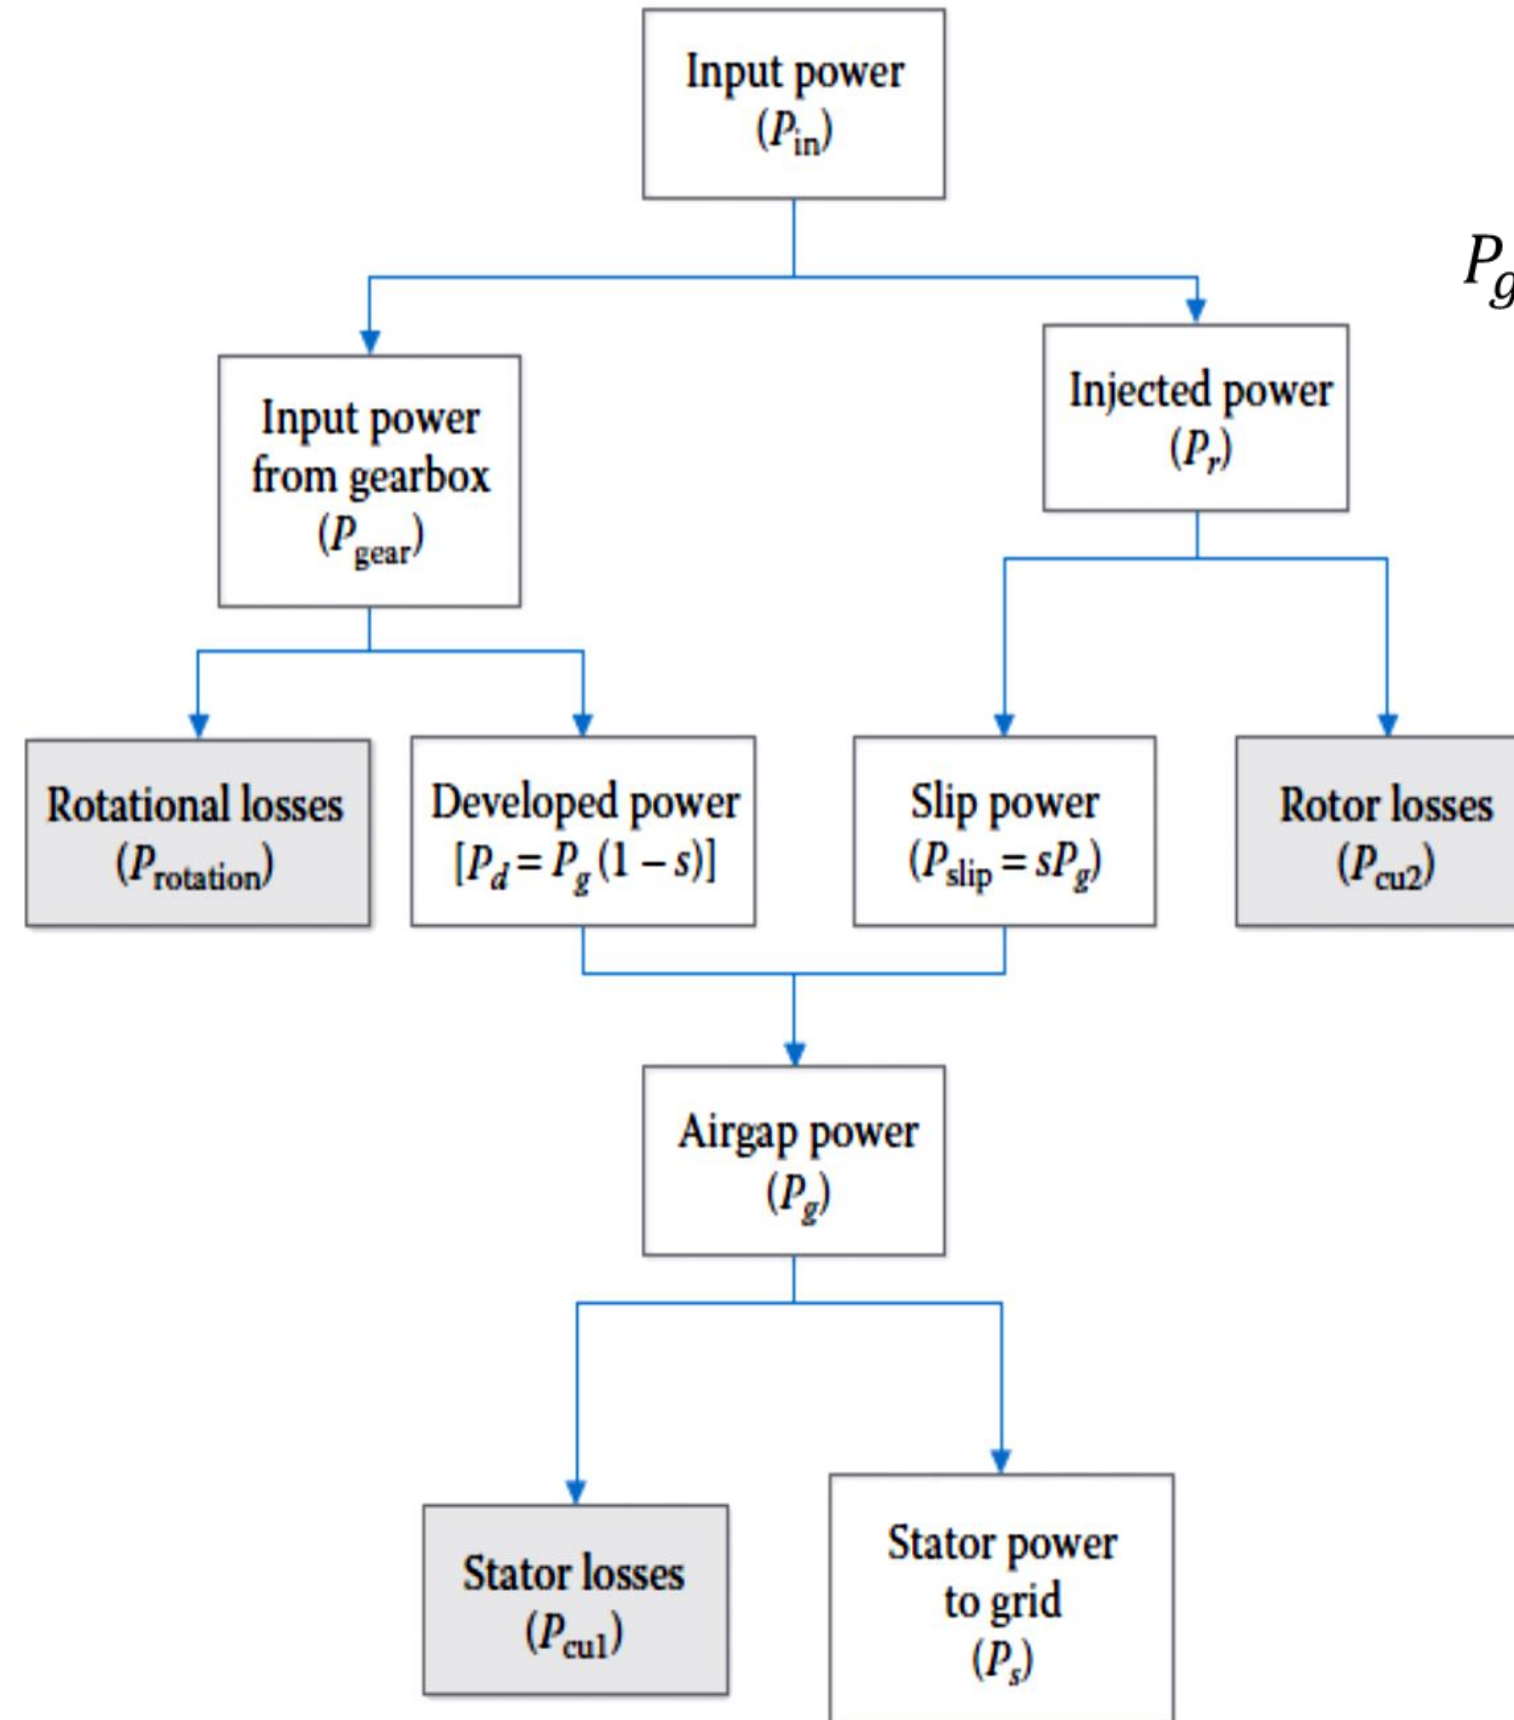 Input power
(P_in)
P_g
Input power
from gearbox
(P_gear)
Injected power
(P_r)
Rotational losses
(P_rotation)
Developed power
[P_d = P_g (1 – s)]
Slip power
(P_slip = sP_g)
Rotor losses
(P_cu2)
Airgap power
(P_g)
Stator losses
(P_cu1)
Stator power
to grid
(P_s)